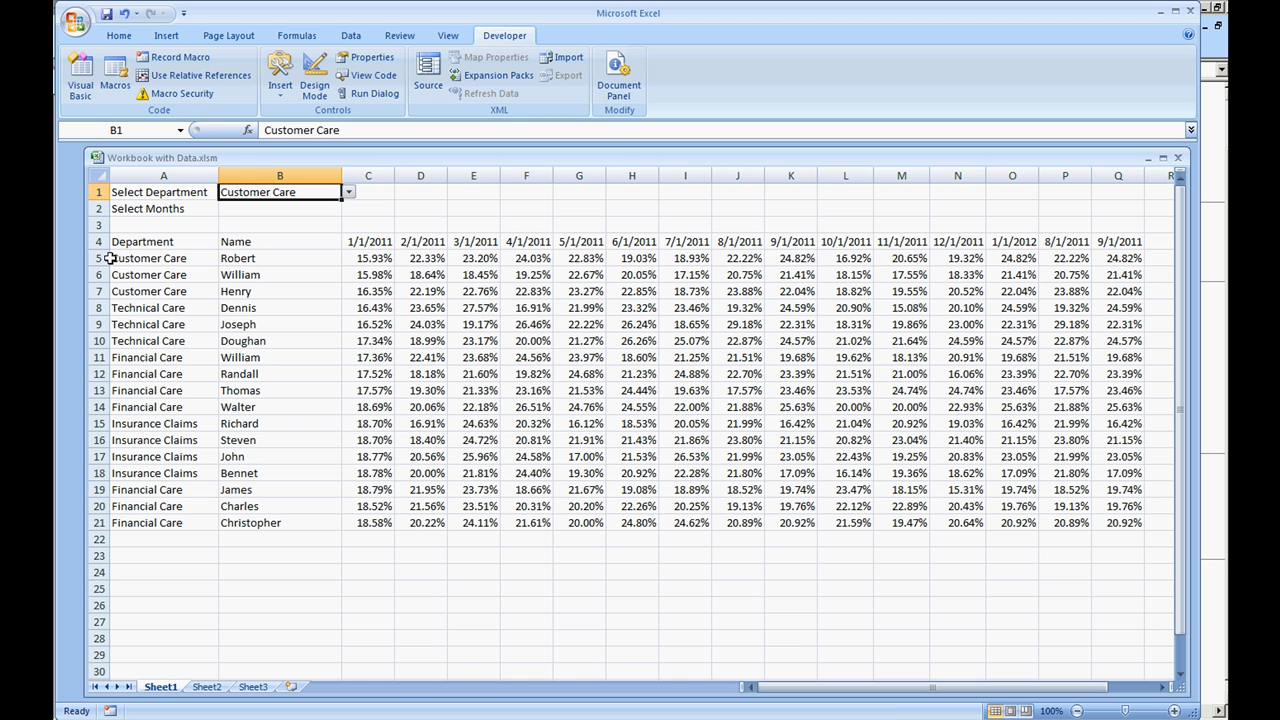 Microsoft Excel
Home Insert Page Layout Formulas Data Review View Developer
Visual Basic
Macros
Record Macro
Use Relative References
Macro Security
Code
Insert
Design Mode
Properties
View Code
Run Dialog
Controls
Source
Map Properties
Expansion Packs
Refresh Data
Import
Export
XML
Document Panel
Modify
B1 fx Customer Care
Workbook with Data.xlsm
A B C D E F G H I J K L M N O P Q R
1 Select Department Customer Care
2 Select Months
3
4 Department Name 1/1/2011 2/1/2011 3/1/2011 4/1/2011 5/1/2011 6/1/2011 7/1/2011 8/1/2011 9/1/2011 10/1/2011 11/1/2011 12/1/2011 1/1/2012 8/1/2011 9/1/2011
5 Customer Care Robert 15.93% 22.33% 23.20% 24.03% 22.83% 19.03% 18.93% 22.22% 24.82% 16.92% 20.65% 19.32% 24.82% 22.22% 24.82%
6 Customer Care William 15.98% 18.64% 18.45% 19.25% 22.67% 20.05% 17.15% 20.75% 21.41% 18.15% 17.55% 18.33% 21.41% 20.75% 21.41%
7 Customer Care Henry 16.35% 22.19% 22.76% 22.83% 23.27% 22.85% 18.73% 23.88% 22.04% 18.82% 19.55% 20.52% 22.04% 23.88% 22.04%
8 Technical Care Dennis 16.43% 23.65% 27.57% 16.91% 21.99% 23.32% 23.46% 19.32% 24.59% 20.90% 15.08% 20.10% 24.59% 19.32% 24.59%
9 Technical Care Joseph 16.52% 24.03% 19.17% 26.46% 22.22% 26.24% 18.65% 29.18% 22.31% 18.31% 19.86% 23.00% 22.31% 29.18% 22.31%
10 Technical Care Doughan 17.34% 18.99% 23.17% 20.00% 21.27% 26.26% 25.07% 22.87% 24.57% 21.02% 21.64% 24.59% 24.57% 22.87% 24.57%
11 Financial Care William 17.36% 22.41% 23.68% 24.56% 23.97% 18.60% 21.25% 21.51% 19.68% 19.62% 18.13% 20.91% 19.68% 21.51% 19.68%
12 Financial Care Randall 17.52% 18.18% 21.60% 19.82% 24.68% 21.23% 24.88% 22.70% 23.39% 21.51% 21.00% 16.06% 23.39% 22.70% 23.39%
13 Financial Care Thomas 17.57% 19.30% 21.33% 23.16% 21.53% 24.44% 19.63% 17.57% 23.46% 23.53% 24.74% 24.74% 23.46% 17.57% 23.46%
14 Financial Care Walter 18.69% 20.06% 22.18% 26.51% 24.76% 24.55% 22.00% 21.88% 25.63% 20.00% 20.00% 22.93% 25.63% 21.88% 25.63%
15 Insurance Claims Richard 18.70% 16.91% 24.63% 20.32% 16.12% 18.53% 20.05% 21.99% 16.42% 21.04% 20.92% 19.03% 16.42% 21.99% 16.42%
16 Insurance Claims Steven 18.70% 18.40% 24.72% 20.81% 21.91% 21.43% 21.86% 23.80% 21.15% 20.82% 23.04% 21.40% 21.15% 23.80% 21.15%
17 Insurance Claims John 18.77% 20.56% 25.96% 24.58% 17.00% 21.53% 26.53% 21.99% 23.05% 22.43% 19.25% 20.83% 23.05% 21.99% 23.05%
18 Insurance Claims Bennet 18.78% 20.00% 21.81% 24.40% 19.30% 20.92% 22.28% 21.80% 17.09% 16.14% 19.36% 18.62% 17.09% 21.80% 17.09%
19 Financial Care James 18.79% 21.95% 23.73% 18.66% 21.67% 19.08% 18.89% 18.52% 19.74% 23.47% 18.15% 15.31% 19.74% 18.52% 19.74%
20 Financial Care Charles 18.52% 21.56% 23.51% 20.31% 20.20% 22.26% 20.25% 19.13% 19.76% 22.12% 22.89% 20.43% 19.76% 19.13% 19.76%
21 Financial Care Christopher 18.58% 20.22% 24.11% 21.61% 20.00% 24.80% 24.62% 20.89% 20.92% 21.59% 19.47% 20.64% 20.92% 20.89% 20.92%
22
23
24
25
26
27
28
29
30
Sheet1 Sheet2 Sheet3
Ready 100%